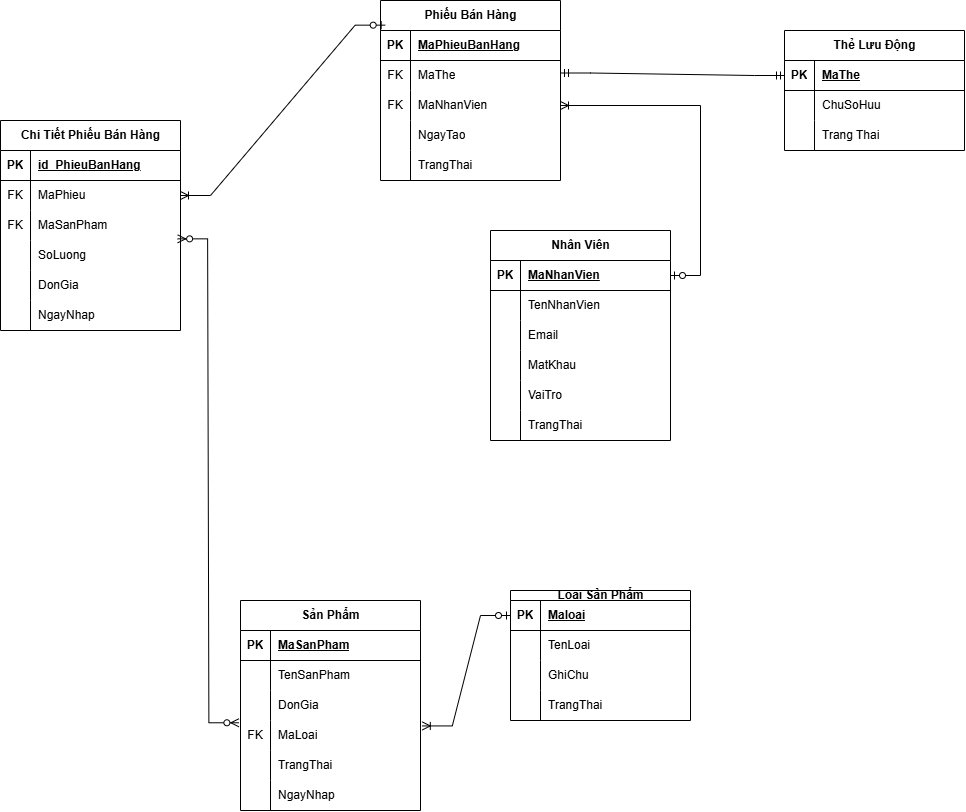 Phiếu Bán Hàng
PK MaPhieuBanHang
FK MaThe
FK MaNhanVien
NgayTao
TrangThai
Thẻ Lưu Động
PK MaThe
ChuSoHuu
Trang Thai
Chi Tiết Phiếu Bán Hàng
PK id_PhieuBanHang
FK MaPhieu
FK MaSanPham
SoLuong
DonGia
NgayNhap
Nhân Viên
PK MaNhanVien
TenNhanVien
Email
MatKhau
VaiTro
TrangThai
Sản Phẩm
PK MaSanPham
TenSanPham
DonGia
FK MaLoai
TrangThai
NgayNhap
Loại Sản Phẩm
PK Maloai
TenLoai
GhiChu
TrangThai